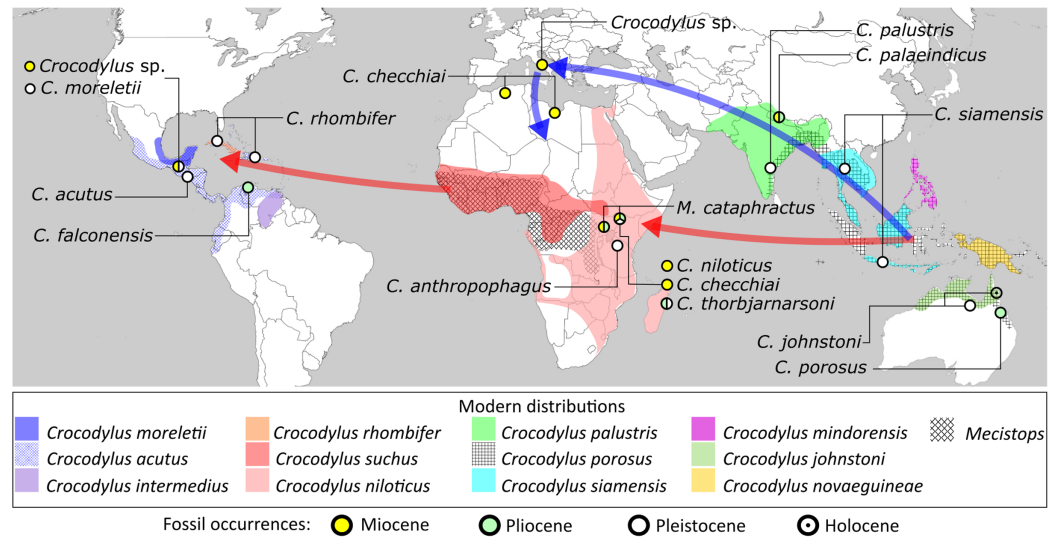 Crocodylus sp.
C. palustris
C. palaeindicus
Crocodylus sp.
C. moreletii
C. checchiai
C. rhombifer
C. siamensis
C. acutus
C. falconensis
M. cataphractus
C. anthropophagus
C. niloticus
C. checchiai
C. thorbjarnarsoni
C. johnstoni
C. porosus
Modern distributions
Crocodylus moreletii
Crocodylus rhombifer
Crocodylus palustris
Crocodylus mindorensis
Mecistops
Crocodylus acutus
Crocodylus suchus
Crocodylus porosus
Crocodylus johnstoni
Crocodylus intermedius
Crocodylus niloticus
Crocodylus siamensis
Crocodylus novaeguineae
Fossil occurrences: Miocene Pliocene Pleistocene Holocene